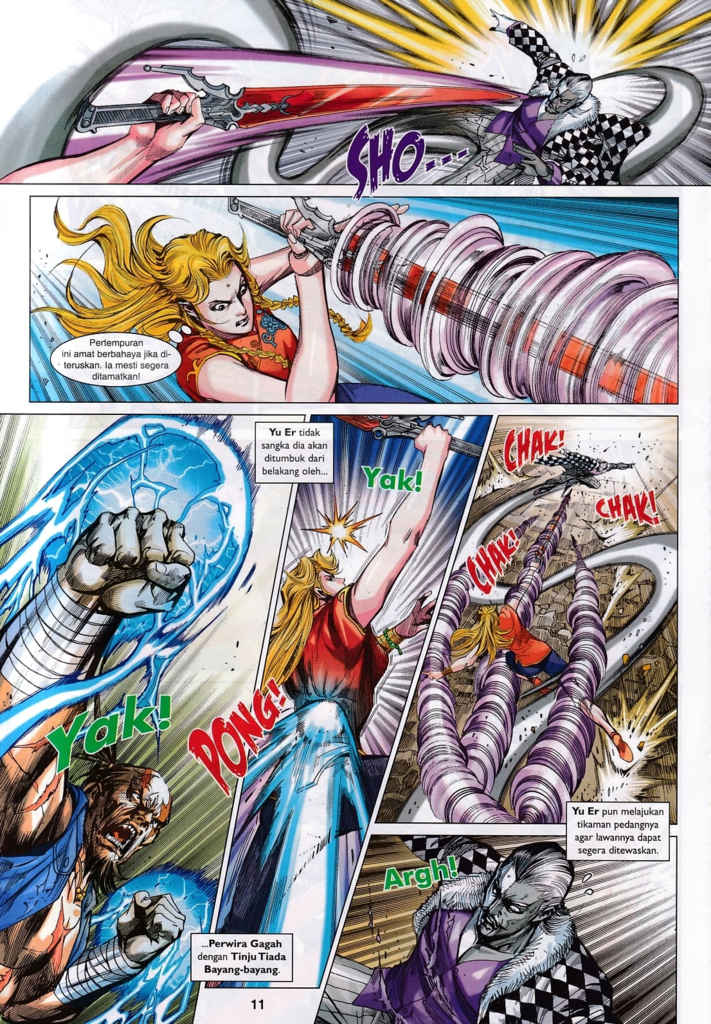 SHO...
Pertempuran
ini amat berbahaya jika di-
teruskan. Ia mesti segera
ditamatkan!
Yu Er tidak
sangka dia akan
ditumbuk dari
belakang oleh...
Yak!
Yak!
PONG!
...Perwira Gagah
dengan Tinju Tiada
Bayang-bayang.
CHAK!
CHAK!
CHAK!
Yu Er pun melajukan
tikaman pedangnya
agar lawannya dapat
segera ditewaskan.
Argh!
11